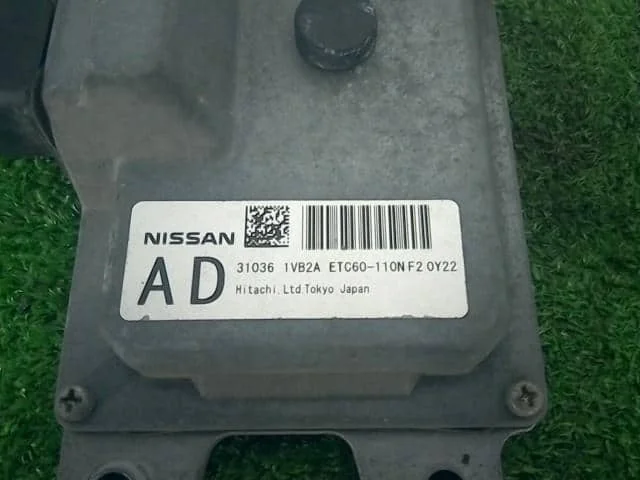 NISSAN
AD
31036 1VB2A ETC60-110N F2 0Y22
Hitachi.Ltd.Tokyo Japan